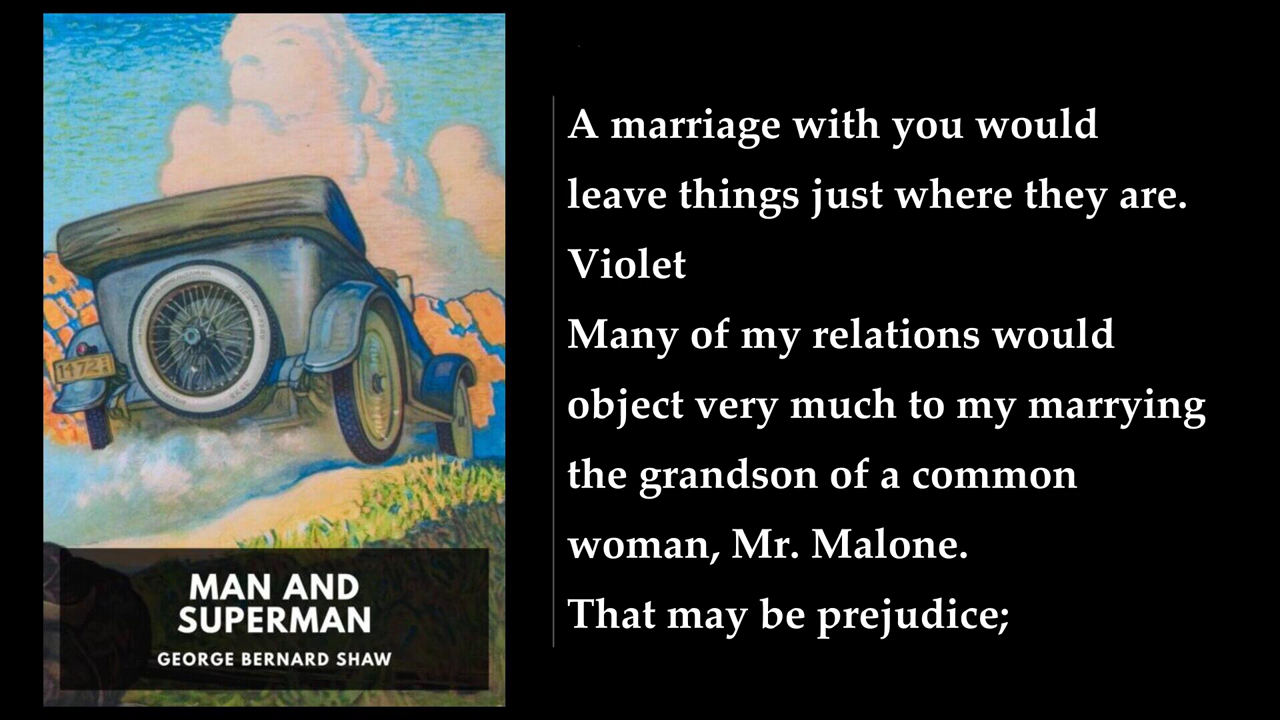 A marriage with you would
leave things just where they are.
Violet
Many of my relations would
object very much to my marrying
the grandson of a common
woman, Mr. Malone.
That may be prejudice;
1472
MAN AND
SUPERMAN
GEORGE BERNARD SHAW